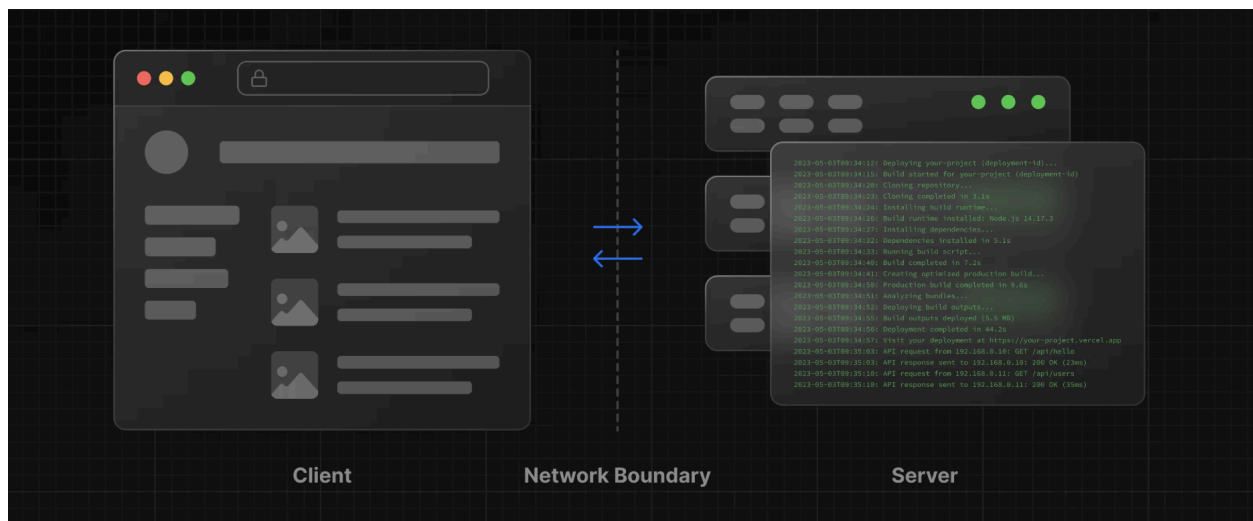 2023-05-03T09:34:12: Deploying your-project (deployment-id)...
2023-05-03T09:34:15: Build started for your-project (deployment-id)
2023-05-03T09:34:20: Cloning repository...
2023-05-03T09:34:23: Cloning completed in 3.1s
2023-05-03T09:34:24: Installing build runtime...
2023-05-03T09:34:26: Build runtime installed: Node.js 14.17.3
2023-05-03T09:34:27: Installing dependencies...
2023-05-03T09:34:32: Dependencies installed in 5.1s
2023-05-03T09:34:33: Running build script...
2023-05-03T09:34:40: Build completed in 7.2s
2023-05-03T09:34:41: Creating optimized production build...
2023-05-03T09:34:50: Production build completed in 8.6s
2023-05-03T09:34:51: Analyzing bundles...
2023-05-03T09:34:52: Deploying build outputs...
2023-05-03T09:34:55: Build outputs deployed (5.5 MB)
2023-05-03T09:34:56: Deployment completed in 44.2s
2023-05-03T09:34:57: Visit your deployment at https://your-project.vercel.app
2023-05-03T09:35:03: API request from 192.168.0.10: GET /api/hello
2023-05-03T09:35:03: API response sent to 192.168.0.10: 200 OK (23ms)
2023-05-03T09:35:10: API request from 192.168.0.11: GET /api/users
2023-05-03T09:35:10: API response sent to 192.168.0.11: 200 OK (35ms)
Client
Network Boundary
Server